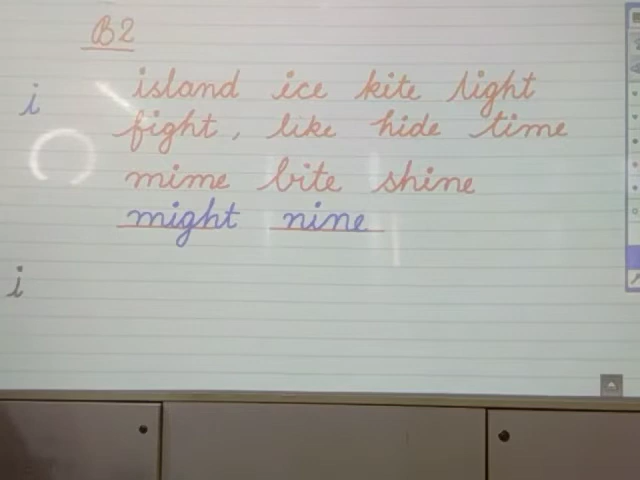 B2
i island ice kite light
fight, like hide time
mime bite shine
might nine
i